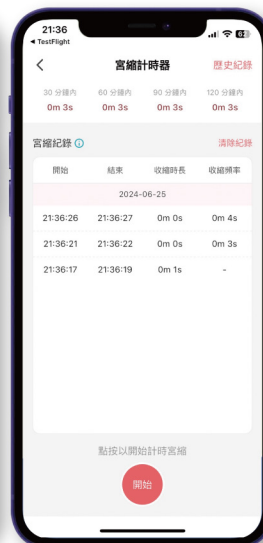 21:36
63
◀ TestFlight
宮縮計時器
歷史紀錄
30 分鐘內 60 分鐘內 90 分鐘內 120 分鐘內
0m 3s 0m 3s 0m 3s 0m 3s
宮縮紀錄
清除紀錄
開始 結束 收縮時長 收縮頻率
2024-06-25
21:36:26 21:36:27 0m 0s 0m 4s
21:36:21 21:36:22 0m 0s 0m 3s
21:36:17 21:36:19 0m 1s -
點按以開始計時宮縮
開始